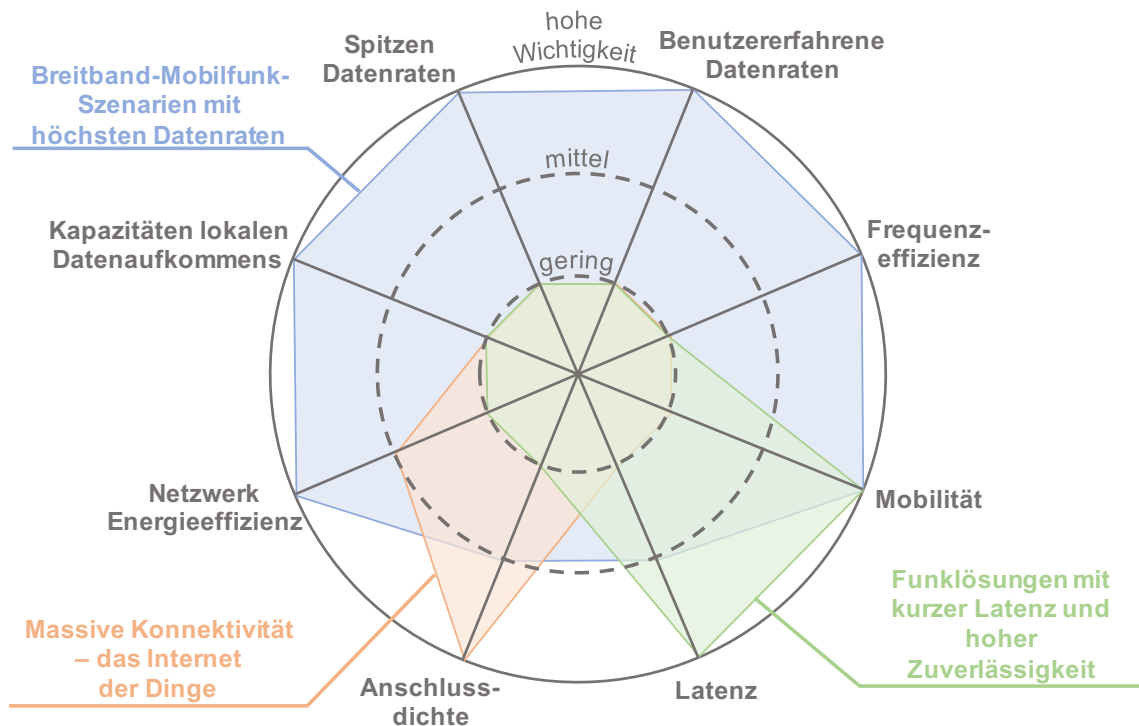 hohe
Wichtigkeit
Spitzen
Datenraten
Benutzererfahrene
Datenraten
Breitband-Mobilfunk-
Szenarien mit
höchsten Datenraten
mittel
Kapazitäten lokalen
Datenaufkommens
Frequenz-
effizienz
gering
Netzwerk
Energieeffizienz
Mobilität
Funklösungen mit
kurzer Latenz und
hoher
Zuverlässigkeit
Massive Konnektivität
– das Internet
der Dinge
Anschluss-
dichte
Latenz